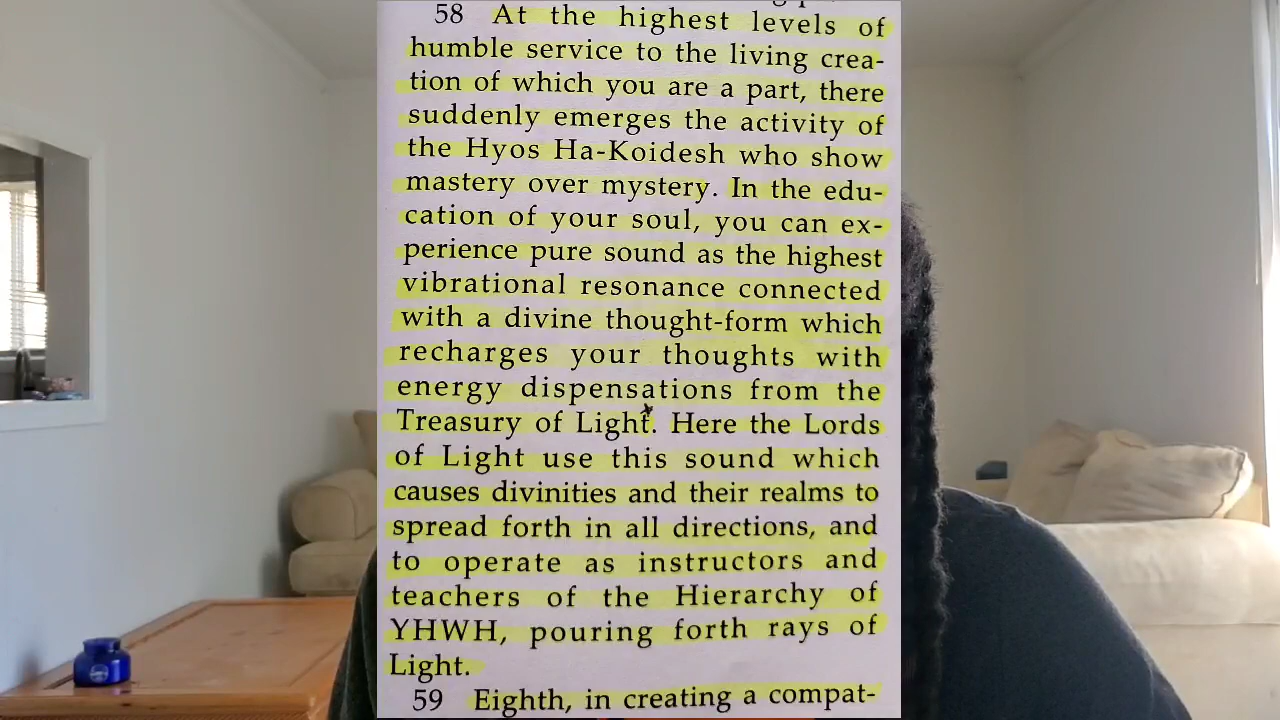 58 At the highest levels of
humble service to the living crea-
tion of which you are a part, there
suddenly emerges the activity of
the Hyos Ha-Koidesh who show
mastery over mystery. In the edu-
cation of your soul, you can ex-
perience pure sound as the highest
vibrational resonance connected
with a divine thought-form which
recharges your thoughts with
energy dispensations from the
Treasury of Light. Here the Lords
of Light use this sound which
causes divinities and their realms to
spread forth in all directions, and
to operate as instructors and
teachers of the Hierarchy of
YHWH, pouring forth rays of
Light.
59 Eighth, in creating a compat-